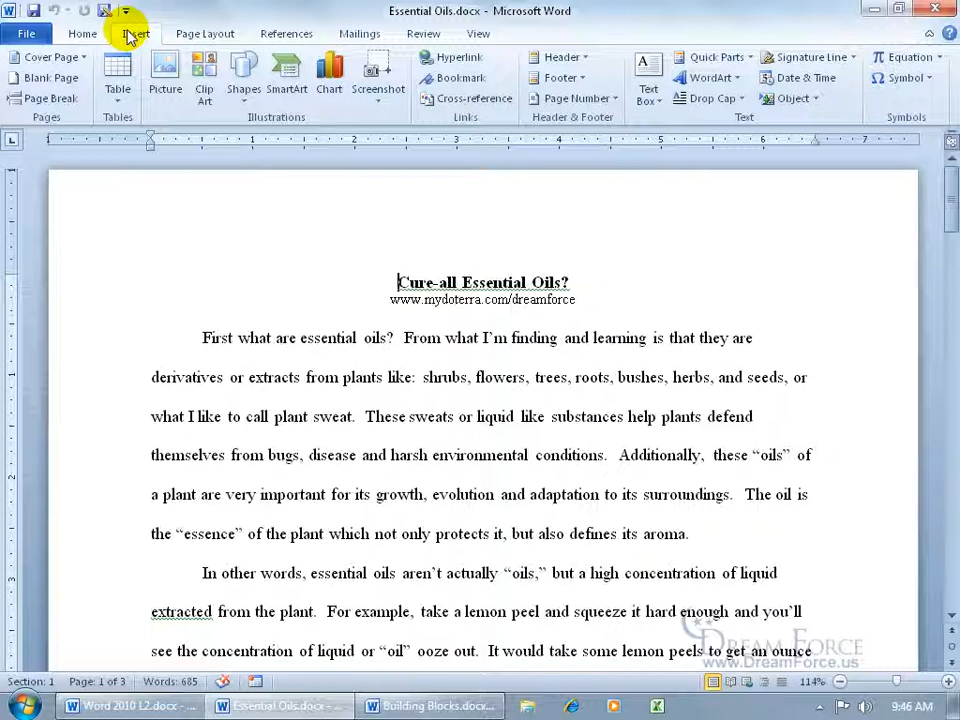 Essential Oils.docx - Microsoft Word
File Home Insert Page Layout References Mailings Review View
Cover Page
Blank Page
Page Break
Pages
Table
Tables
Picture
Clip Art
Shapes
SmartArt
Chart
Screenshot
Illustrations
Hyperlink
Bookmark
Cross-reference
Links
Header
Footer
Page Number
Header & Footer
Text Box
Quick Parts
WordArt
Drop Cap
Signature Line
Date & Time
Object
Text
Equation
Symbol
Symbols
1 2 3 4 5 6 7
Cure-all Essential Oils?
www.mydoterra.com/dreamforce
First what are essential oils? From what I’m finding and learning is that they are
derivatives or extracts from plants like: shrubs, flowers, trees, roots, bushes, herbs, and seeds, or
what I like to call plant sweat. These sweats or liquid like substances help plants defend
themselves from bugs, disease and harsh environmental conditions. Additionally, these “oils” of
a plant are very important for its growth, evolution and adaptation to its surroundings. The oil is
the “essence” of the plant which not only protects it, but also defines its aroma.
In other words, essential oils aren’t actually “oils,” but a high concentration of liquid
extracted from the plant. For example, take a lemon peel and squeeze it hard enough and you’ll
see the concentration of liquid or “oil” ooze out. It would take some lemon peels to get an ounce
Dream Force
www.DreamForce.us
Section: 1 Page: 1 of 3 Words: 685 114%
Word 2010 L2.docx - ... Essential Oils.docx - ... Building Blocks.docx... 9:46 AM